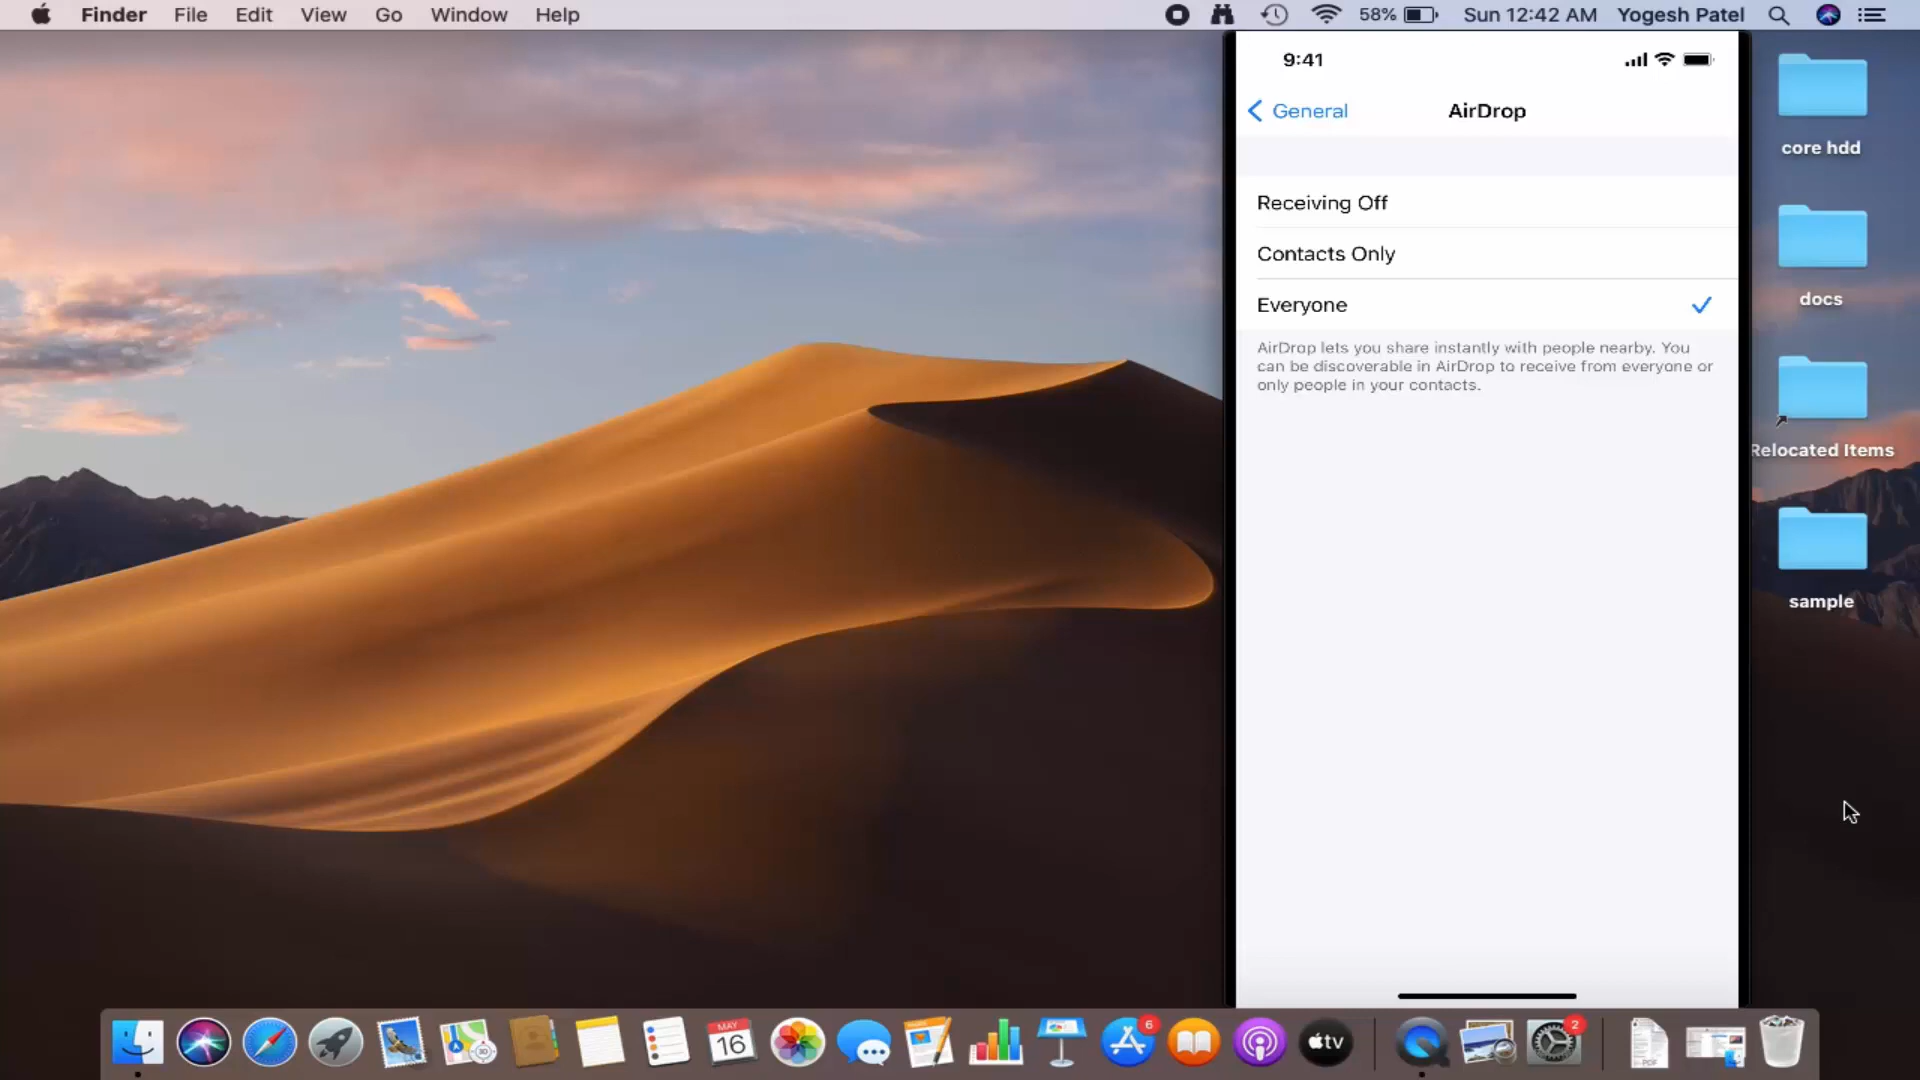 Finder File Edit View Go Window Help 58% Sun 12:42 AM Yogesh Patel
9:41
General AirDrop
Receiving Off
Contacts Only
Everyone
AirDrop lets you share instantly with people nearby. You
can be discoverable in AirDrop to receive from everyone or
only people in your contacts.
core hdd
docs
Relocated Items
sample
MAY
16
6
tv
2
30
PDF